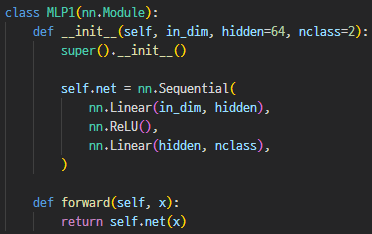 class MLP1(nn.Module):
    def __init__(self, in_dim, hidden=64, nclass=2):
        super().__init__()

        self.net = nn.Sequential(
            nn.Linear(in_dim, hidden),
            nn.ReLU(),
            nn.Linear(hidden, nclass),
        )

    def forward(self, x):
        return self.net(x)